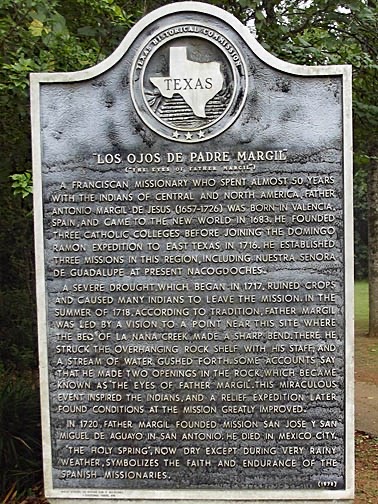 TEXAS HISTORICAL COMMISSION
TEXAS
"LOS OJOS DE PADRE MARGIL"
("THE EYES OF FATHER MARGIL")
A FRANCISCAN MISSIONARY WHO SPENT ALMOST 50 YEARS
WITH THE INDIANS OF CENTRAL AND NORTH AMERICA, FATHER
ANTONIO MARGIL DE JESUS (1657-1726) WAS BORN IN VALENCIA,
SPAIN, AND CAME TO THE NEW WORLD IN 1683. HE FOUNDED
THREE CATHOLIC COLLEGES BEFORE JOINING THE DOMINGO
RAMON EXPEDITION TO EAST TEXAS IN 1716. HE ESTABLISHED
THREE MISSIONS IN THIS REGION, INCLUDING NUESTRA SENORA
DE GUADALUPE AT PRESENT NACOGDOCHES.
A SEVERE DROUGHT, WHICH BEGAN IN 1717, RUINED CROPS
AND CAUSED MANY INDIANS TO LEAVE THE MISSION. IN THE
SUMMER OF 1718, ACCORDING TO TRADITION, FATHER MARGIL
WAS LED BY A VISION TO A POINT NEAR THIS SITE WHERE
THE BED OF LA NANA CREEK MADE A SHARP BEND. HERE HE
STRUCK THE OVERHANGING ROCK SHELF WITH HIS STAFF, AND
A STREAM OF WATER GUSHED FORTH. SOME ACCOUNTS SAY
THAT HE MADE TWO OPENINGS IN THE ROCK, WHICH BECAME
KNOWN AS THE EYES OF FATHER MARGIL". THIS MIRACULOUS
EVENT INSPIRED THE INDIANS, AND A RELIEF EXPEDITION LATER
FOUND CONDITIONS AT THE MISSION GREATLY IMPROVED.
IN 1720, FATHER MARGIL FOUNDED MISSION SAN JOSE Y SAN
MIGUEL DE AGUAYO IN SAN ANTONIO. HE DIED IN MEXICO CITY.
"THE HOLY SPRING", NOW DRY EXCEPT DURING VERY RAINY
WEATHER, SYMBOLIZES THE FAITH AND ENDURANCE OF THE
SPANISH MISSIONARIES.